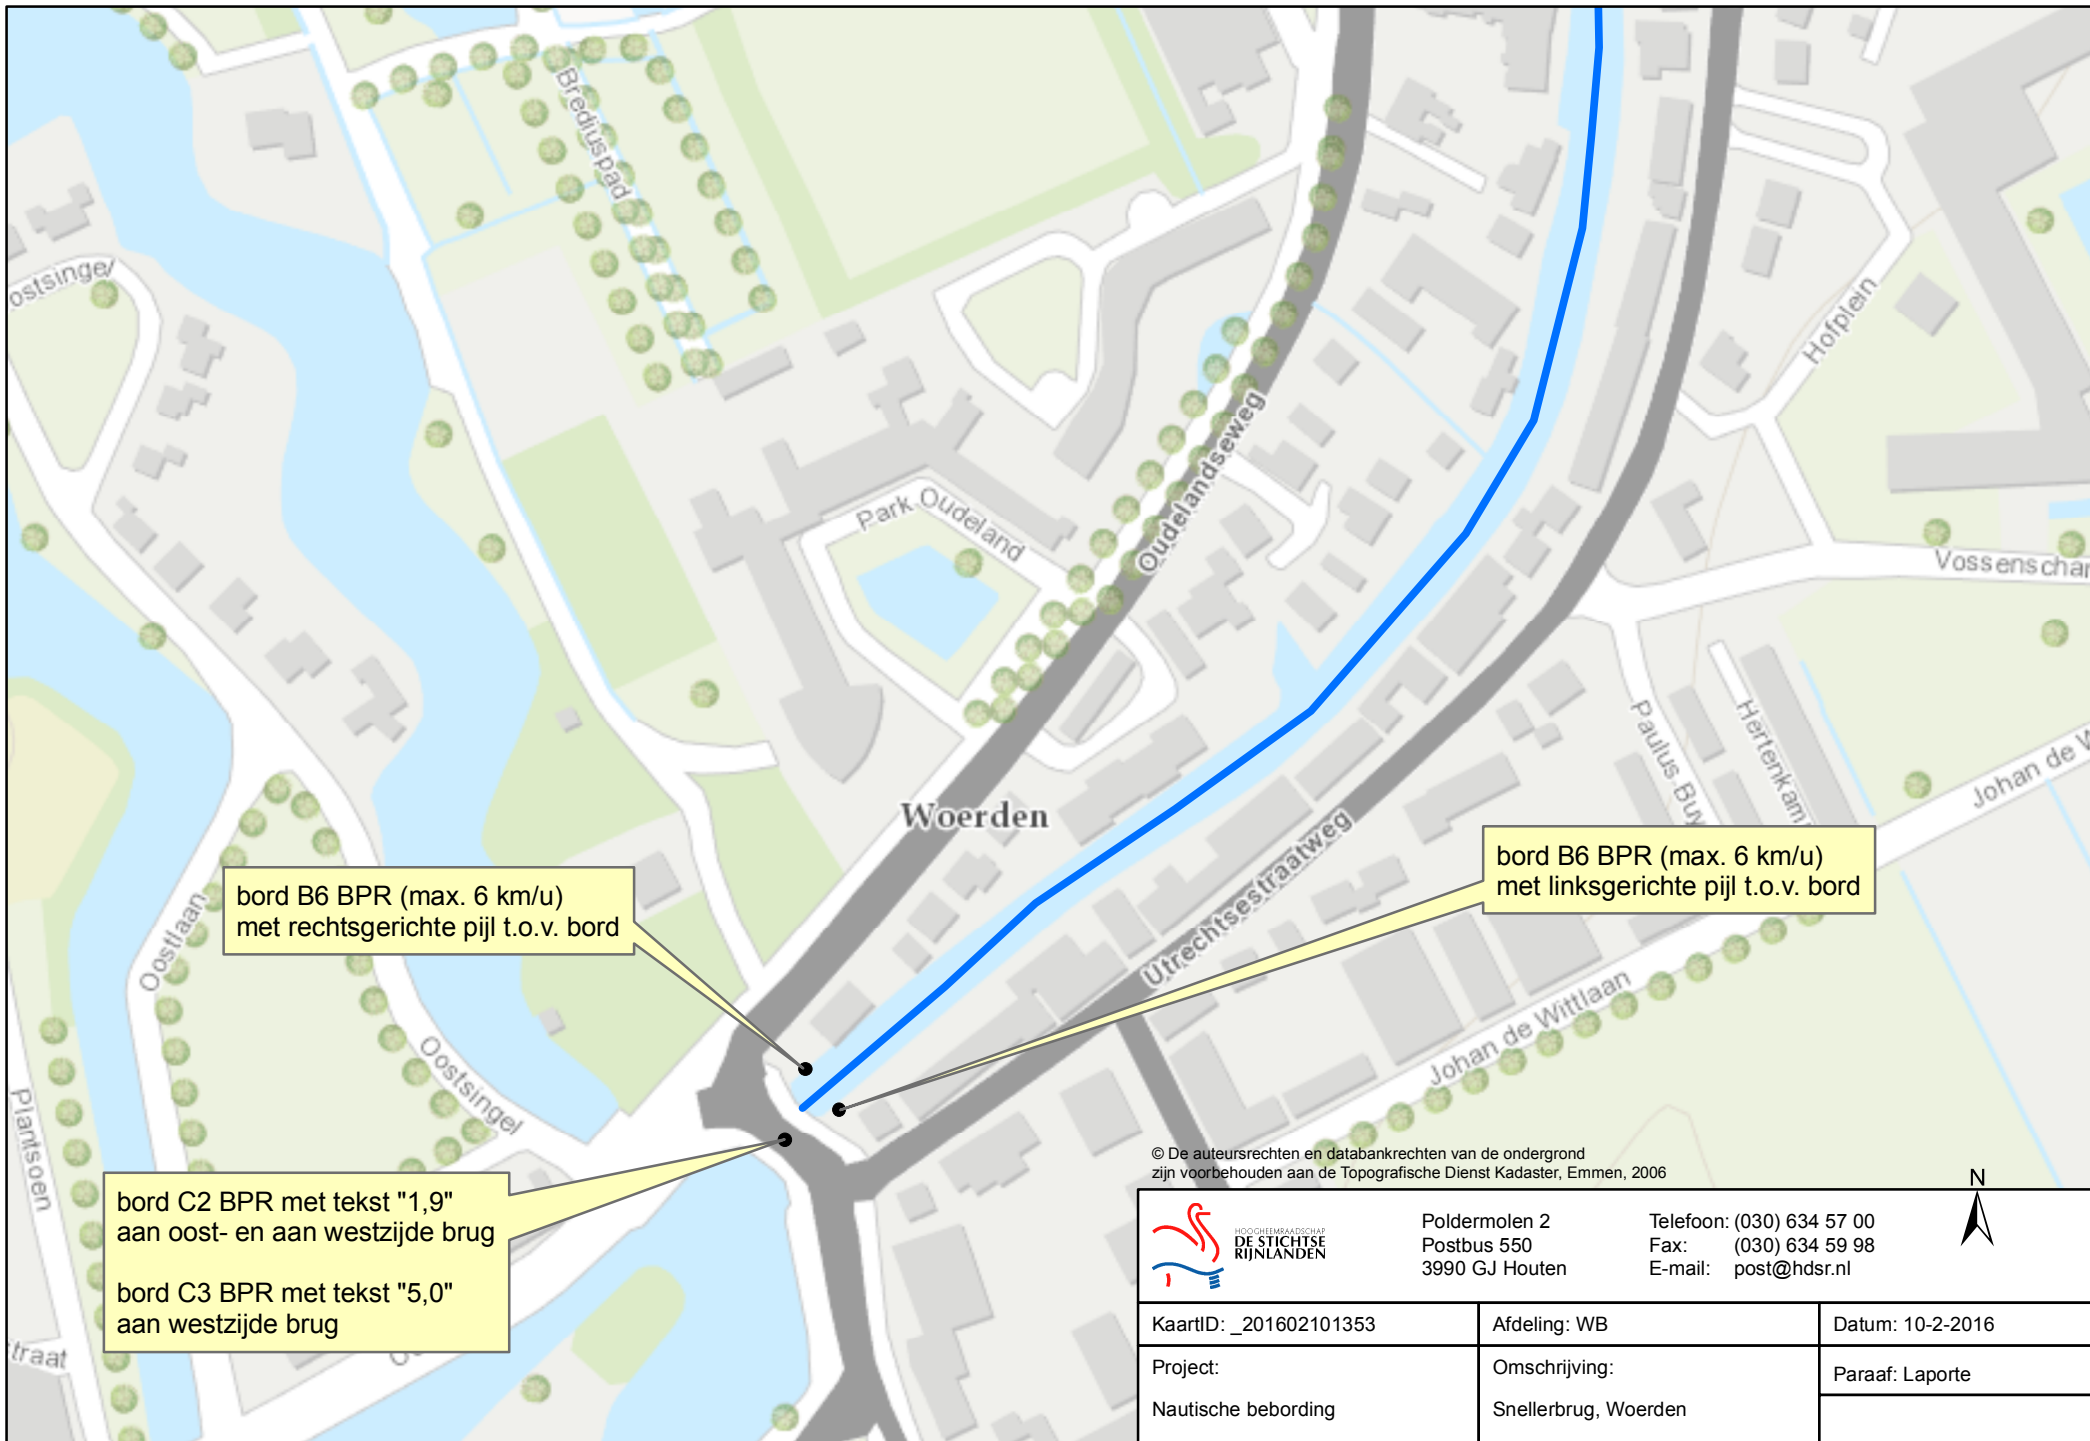 Brediuspad
ostsingel
Hofplein
Oudelandseweg
Park Oudeland
Vossenschan
Paulus Buy
Hertenkam
Johan de W
Woerden
bord B6 BPR (max. 6 km/u)
met linksgerichte pijl t.o.v. bord
bord B6 BPR (max. 6 km/u)
met rechtsgerichte pijl t.o.v. bord
Utrechtsestraatweg
Oostlaan
Johan de Wittlaan
Oostsingel
Plantsoen
bord C2 BPR met tekst "1,9"
aan oost- en aan westzijde brug
bord C3 BPR met tekst "5,0"
aan westzijde brug
traat
© De auteursrechten en databankrechten van de ondergrond
zijn voorbehouden aan de Topografische Dienst Kadaster, Emmen, 2006
N
HOOGHEEMRAADSCHAP
DE STICHTSE
RIJNLANDEN
Poldermolen 2
Postbus 550
3990 GJ Houten
Telefoon: (030) 634 57 00
Fax: (030) 634 59 98
E-mail: post@hdsr.nl
KaartID: _201602101353
Afdeling: WB
Datum: 10-2-2016
Project:
Nautische bebording
Omschrijving:
Snellerbrug, Woerden
Paraaf: Laporte